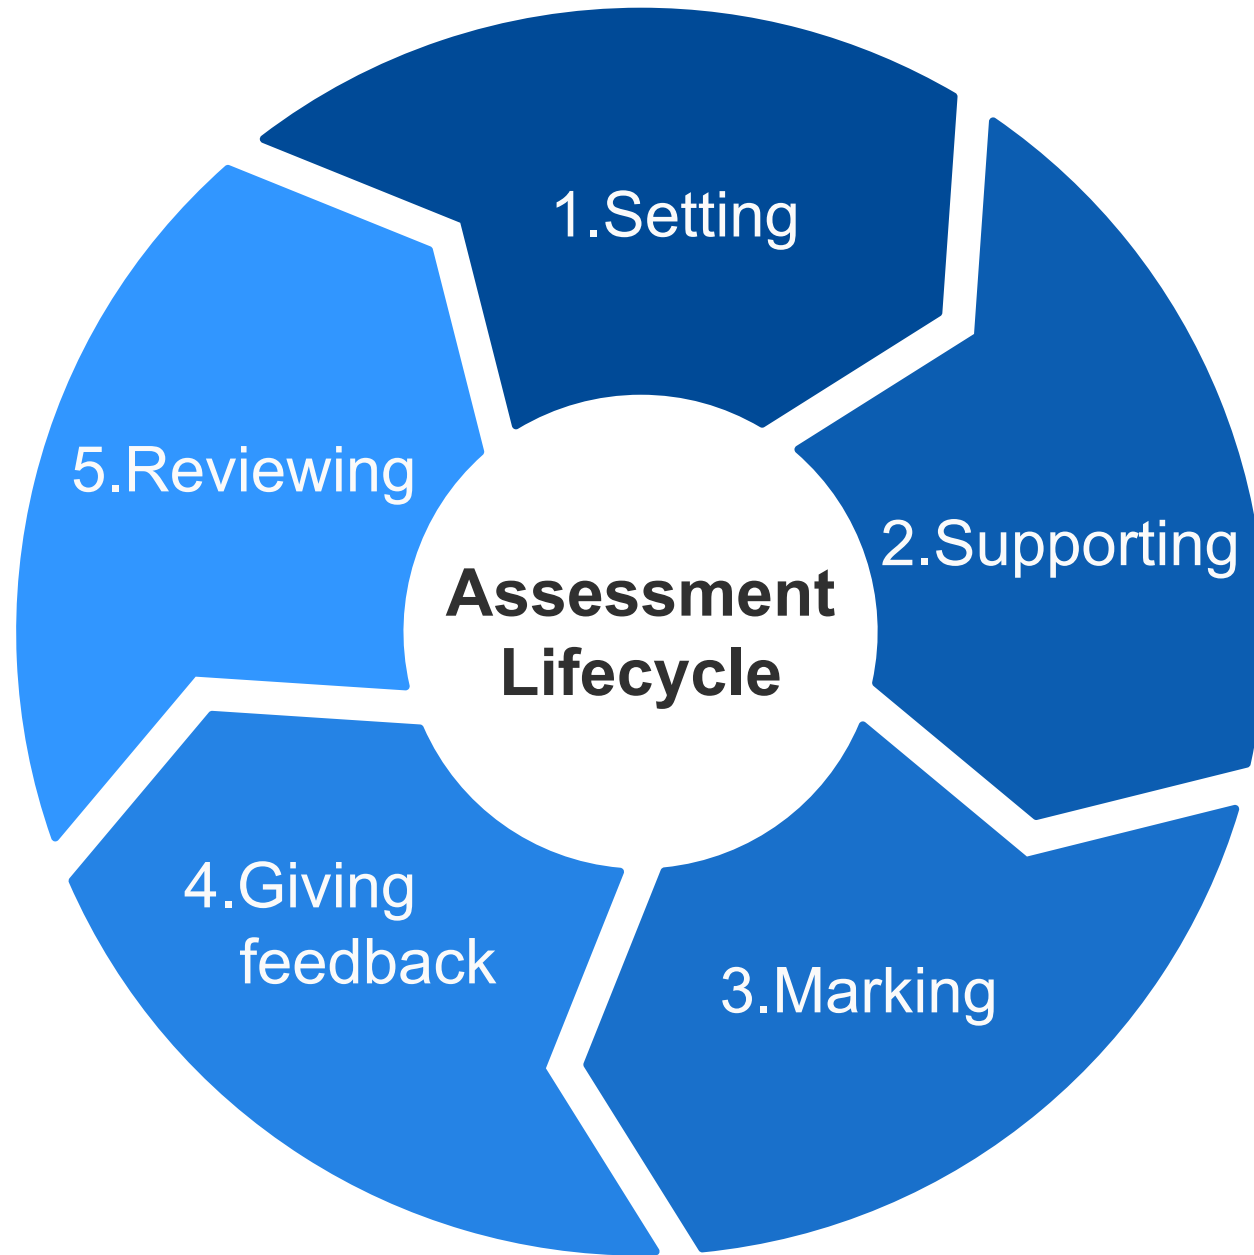 1.Setting
2.Supporting
3.Marking
4.Giving
feedback
5.Reviewing
Assessment
Lifecycle